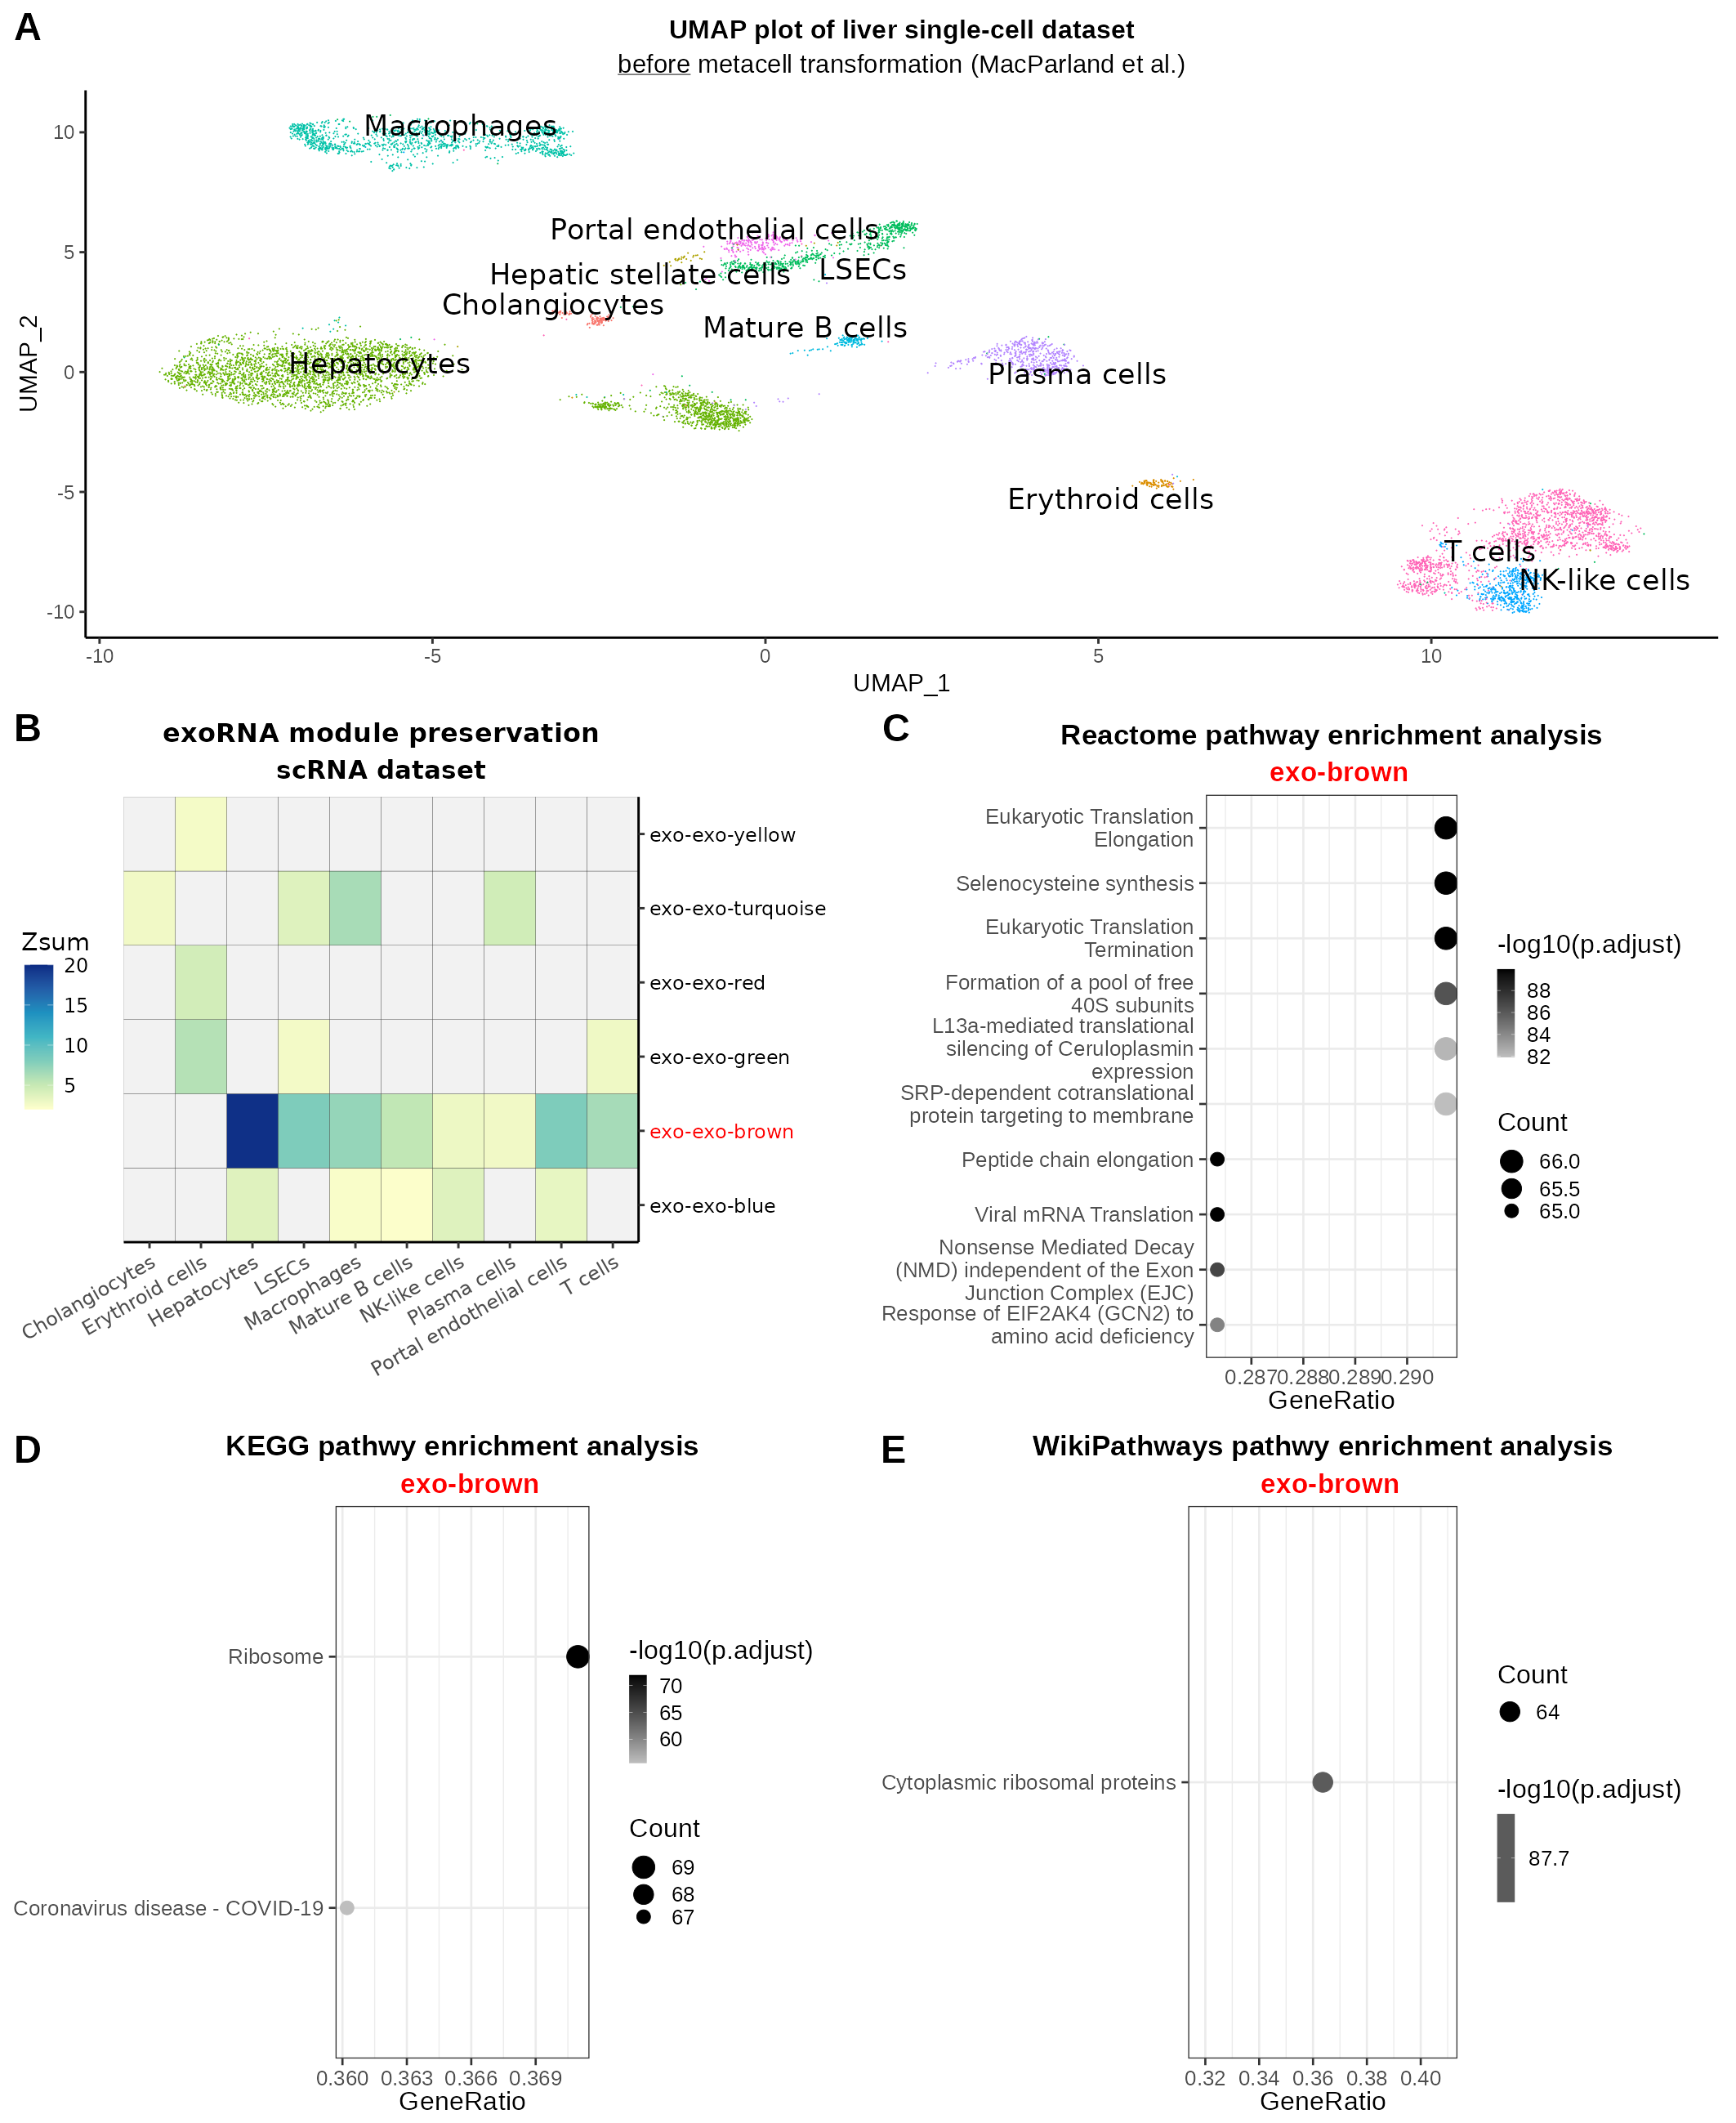 A
UMAP plot of liver single-cell dataset
before metacell transformation (MacParland et al.)
UMAP_2
10
5
0
-5
-10
Macrophages
Portal endothelial cells
LSECs
Hepatic stellate cells
Cholangiocytes
Mature B cells
Hepatocytes
Plasma cells
Erythroid cells
T cells
NK-like cells
-10
-5
0
5
10
UMAP_1
B
exoRNA module preservation
scRNA dataset
Zsum
20
15
10
5
exo-exo-yellow
exo-exo-turquoise
exo-exo-red
exo-exo-green
exo-exo-brown
exo-exo-blue
Cholangiocytes
Erythroid cells
Hepatocytes
LSECs
Macrophages
Mature B cells
NK-like cells
Plasma cells
Portal endothelial cells
T cells
C
Reactome pathway enrichment analysis
exo-brown
Eukaryotic Translation
Elongation
Selenocysteine synthesis
Eukaryotic Translation
Termination
Formation of a pool of free
40S subunits
L13a-mediated translational
silencing of Ceruloplasmin
expression
SRP-dependent cotranslational
protein targeting to membrane
Peptide chain elongation
Viral mRNA Translation
Nonsense Mediated Decay
(NMD) independent of the Exon
Junction Complex (EJC)
Response of EIF2AK4 (GCN2) to
amino acid deficiency
0.287
0.288
0.289
0.290
GeneRatio
-log10(p.adjust)
88
86
84
82
Count
66.0
65.5
65.0
D
KEGG pathwy enrichment analysis
exo-brown
Ribosome
Coronavirus disease - COVID-19
0.360
0.363
0.366
0.369
GeneRatio
-log10(p.adjust)
70
65
60
Count
69
68
67
E
WikiPathways pathwy enrichment analysis
exo-brown
Cytoplasmic ribosomal proteins
0.32
0.34
0.36
0.38
0.40
GeneRatio
Count
64
-log10(p.adjust)
87.7